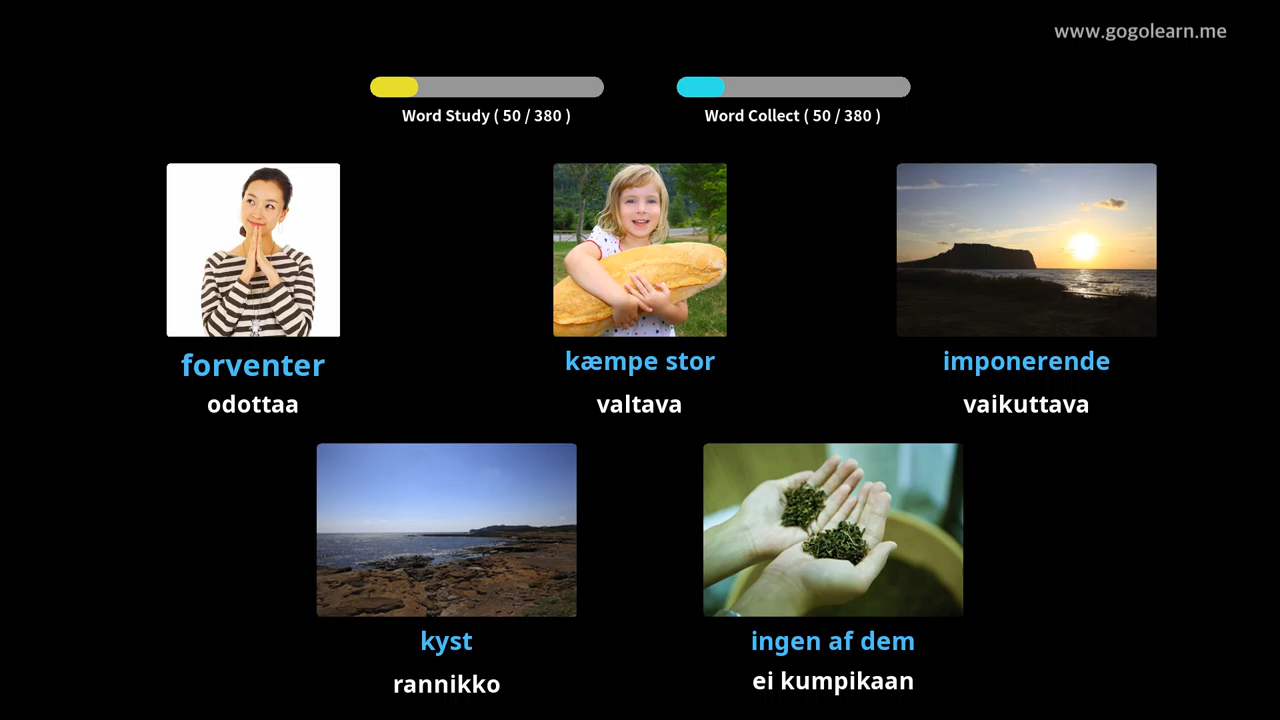 www.gogolearn.me
Word Study ( 50 / 380 )
Word Collect ( 50 / 380 )
forventer
odottaa
kæmpe stor
valtava
imponerende
vaikuttava
kyst
rannikko
ingen af dem
ei kumpikaan